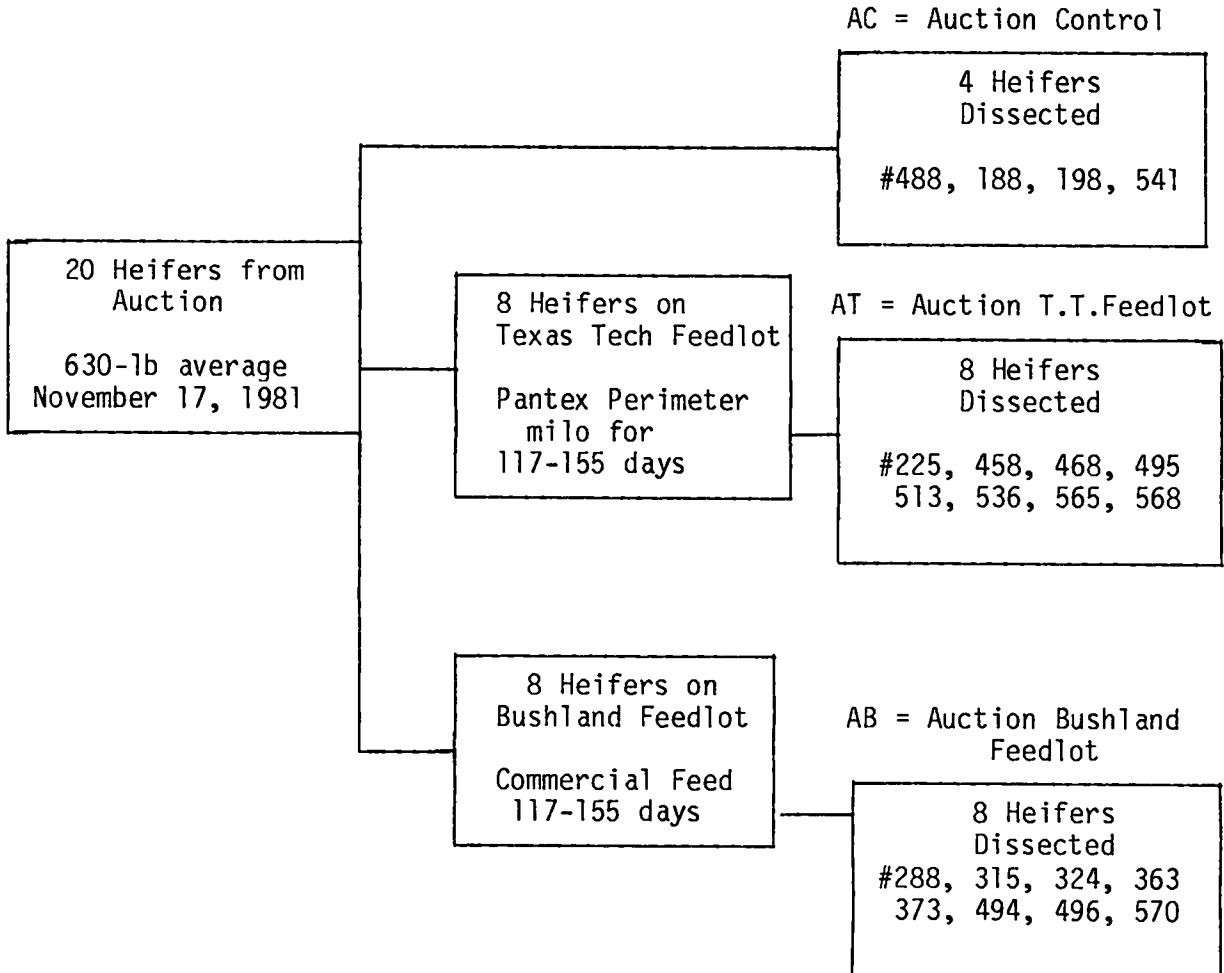 AC = Auction Control
4 Heifers
Dissected
#488, 188, 198, 541
20 Heifers from
Auction
630-lb average
November 17, 1981
8 Heifers on
Texas Tech Feedlot
Pantex Perimeter
milo for
117-155 days
AT = Auction T.T.Feedlot
8 Heifers
Dissected
#225, 458, 468, 495
513, 536, 565, 568
8 Heifers on
Bushland Feedlot
Commercial Feed
117-155 days
AB = Auction Bushland
Feedlot
8 Heifers
Dissected
#288, 315, 324, 363
373, 494, 496, 570